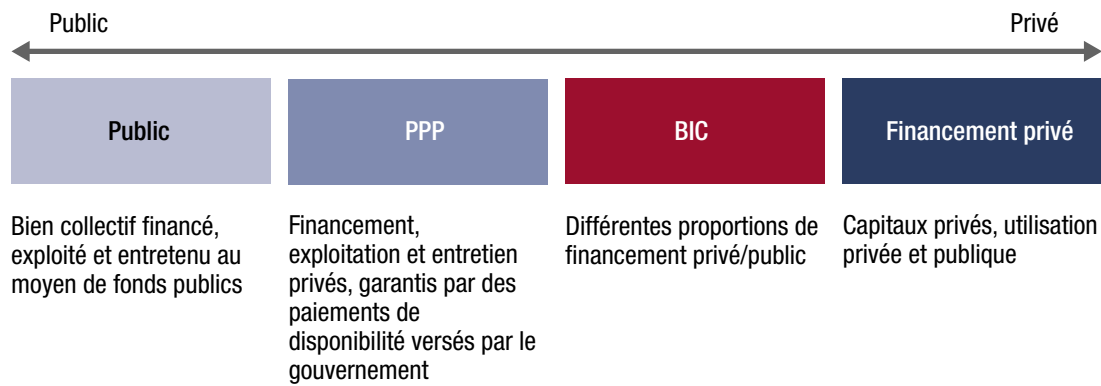 Public
Privé
Public
PPP
BIC
Financement privé
Bien collectif financé,
exploité et entretenu au
moyen de fonds publics
Financement,
exploitation et entretien
privés, garantis par des
paiements de
disponibilité versés par le
gouvernement
Différentes proportions de
financement privé/public
Capitaux privés, utilisation
privée et publique